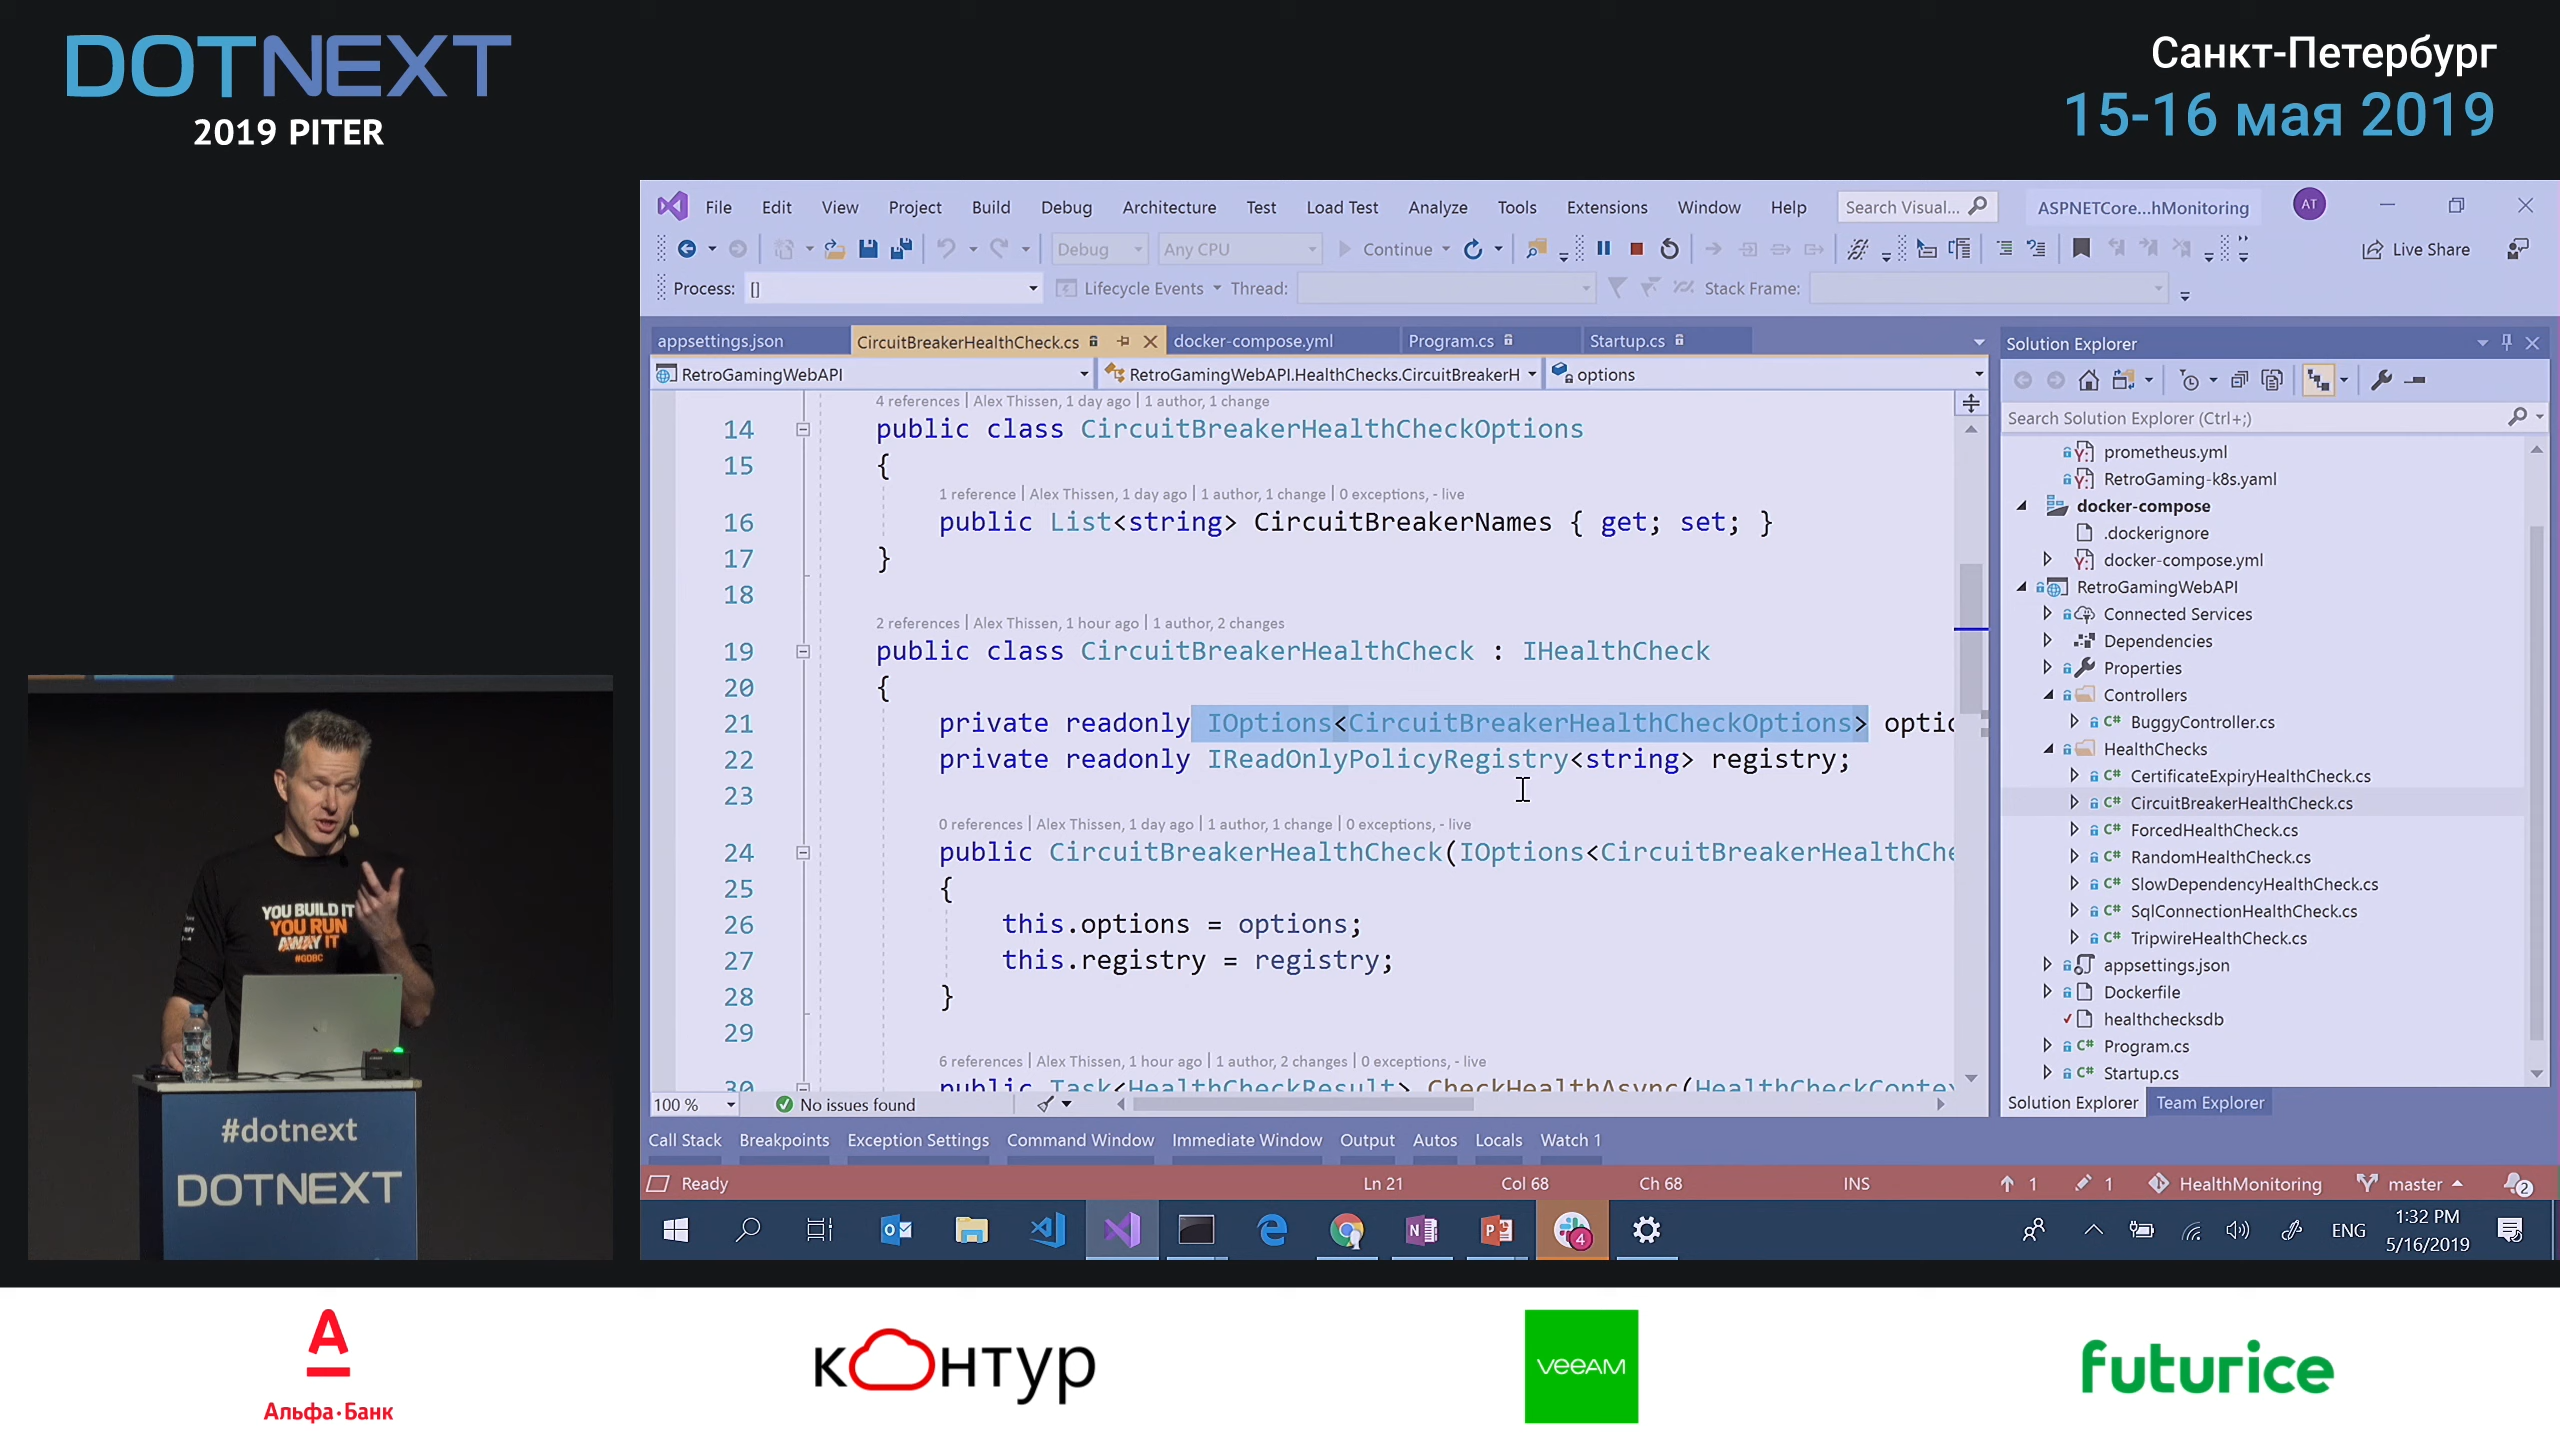 DOTNEXT
2019 PITER
Санкт-Петербург
15-16 мая 2019
File Edit View Project Build Debug Architecture Test Load Test Analyze Tools Extensions Window Help Search Visual... ASPNETCore...hMonitoring AT
Debug Any CPU Continue Live Share
Process: [] Lifecycle Events Thread: Stack Frame:
appsettings.json CircuitBreakerHealthCheck.cs docker-compose.yml Program.cs Startup.cs
RetroGamingWebAPI RetroGamingWebAPI.HealthChecks.CircuitBreakerH options
4 references | Alex Thissen, 1 day ago | 1 author, 1 change
14 public class CircuitBreakerHealthCheckOptions
15 {
1 reference | Alex Thissen, 1 day ago | 1 author, 1 change | 0 exceptions, - live
16 public List<string> CircuitBreakerNames { get; set; }
17 }
18
2 references | Alex Thissen, 1 hour ago | 1 author, 2 changes
19 public class CircuitBreakerHealthCheck : IHealthCheck
20 {
21 private readonly IOptions<CircuitBreakerHealthCheckOptions> optio
22 private readonly IReadOnlyPolicyRegistry<string> registry;
23
0 references | Alex Thissen, 1 day ago | 1 author, 1 change | 0 exceptions, - live
24 public CircuitBreakerHealthCheck(IOptions<CircuitBreakerHealthChe
25 {
26 this.options = options;
27 this.registry = registry;
28 }
29
6 references | Alex Thissen, 1 hour ago | 1 author, 2 changes | 0 exceptions, - live
30 public Task<HealthCheckResult> CheckHealthAsync(HealthCheckContex
100 % No issues found
Solution Explorer
Search Solution Explorer (Ctrl+;)
prometheus.yml
RetroGaming-k8s.yaml
docker-compose
.dockerignore
docker-compose.yml
RetroGamingWebAPI
Connected Services
Dependencies
Properties
Controllers
C# BuggyController.cs
HealthChecks
C# CertificateExpiryHealthCheck.cs
C# CircuitBreakerHealthCheck.cs
C# ForcedHealthCheck.cs
C# RandomHealthCheck.cs
C# SlowDependencyHealthCheck.cs
C# SqlConnectionHealthCheck.cs
C# TripwireHealthCheck.cs
appsettings.json
Dockerfile
healthchecksdb
C# Program.cs
C# Startup.cs
Solution Explorer Team Explorer
Call Stack Breakpoints Exception Settings Command Window Immediate Window Output Autos Locals Watch 1
Ready Ln 21 Col 68 Ch 68 INS 1 1 HealthMonitoring master 2
4 ENG 1:32 PM
5/16/2019
YOU BUILD IT
YOU RUN
AWAY IT
#GDBC
#dotnext
DOTNEXT
Альфа·Банк
контур
veeam
futurice